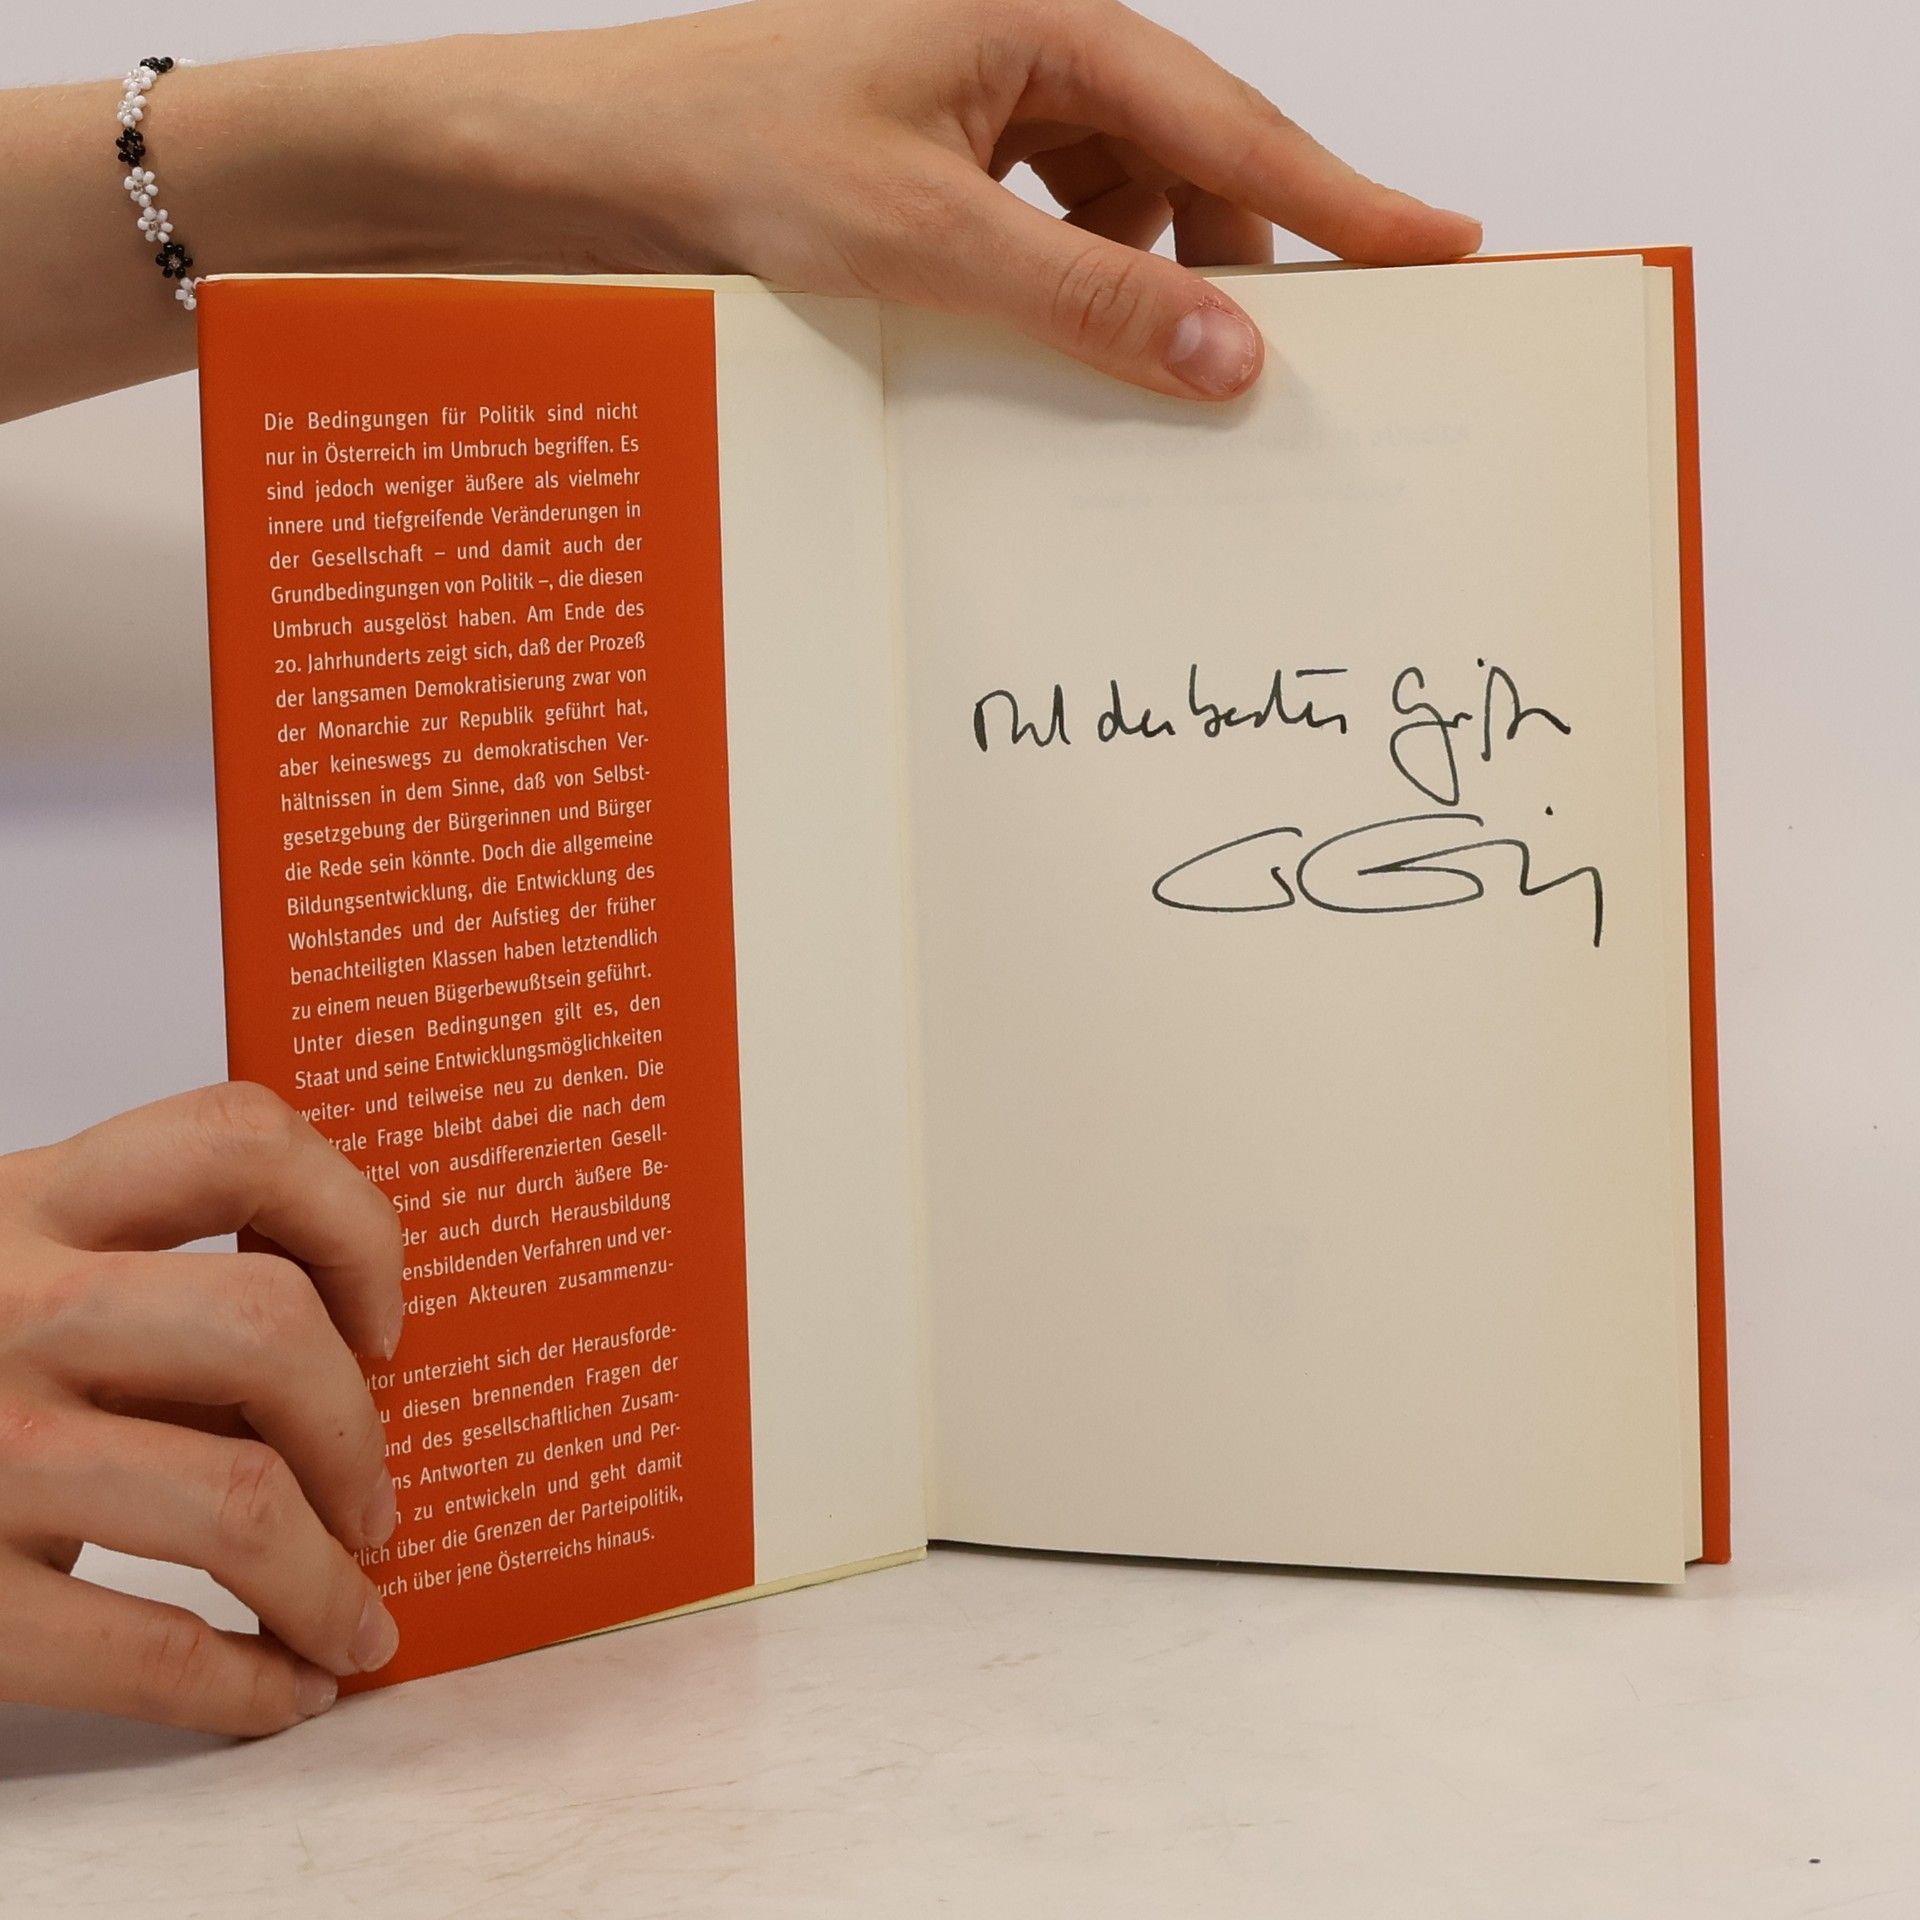 Die Bedingungen für Politik sind nicht
nur in Österreich im Umbruch begriffen. Es
sind jedoch weniger äußere als vielmehr
innere und tiefgreifende Veränderungen in
der Gesellschaft – und damit auch der
Grundbedingungen von Politik –, die diesen
Umbruch ausgelöst haben. Am Ende des
20. Jahrhunderts zeigt sich, daß der Prozeß
der langsamen Demokratisierung zwar von
der Monarchie zur Republik geführt hat,
aber keineswegs zu demokratischen Ver-
hältnissen in dem Sinne, daß von Selbst-
gesetzgebung der Bürgerinnen und Bürger
die Rede sein könnte. Doch die allgemeine
Bildungsentwicklung, die Entwicklung des
Wohlstandes und der Aufstieg der früher
benachteiligten Klassen haben letztendlich
zu einem neuen Bügerbewußtsein geführt.
Unter diesen Bedingungen gilt es, den
Staat und seine Entwicklungsmöglichkeiten
weiter- und teilweise neu zu denken. Die
trale Frage bleibt dabei die nach dem
ittel von ausdifferenzierten Gesell-
Sind sie nur durch äußere Be-
der auch durch Herausbildung
ensbildenden Verfahren und ver-
rdigen Akteuren zusammenzu-
utor unterzieht sich der Herausforde-
u diesen brennenden Fragen der
und des gesellschaftlichen Zusam-
ns Antworten zu denken und Per-
n zu entwickeln und geht damit
tlich über die Grenzen der Parteipolitik,
uch über jene Österreichs hinaus.
Mit den besten Grüßen